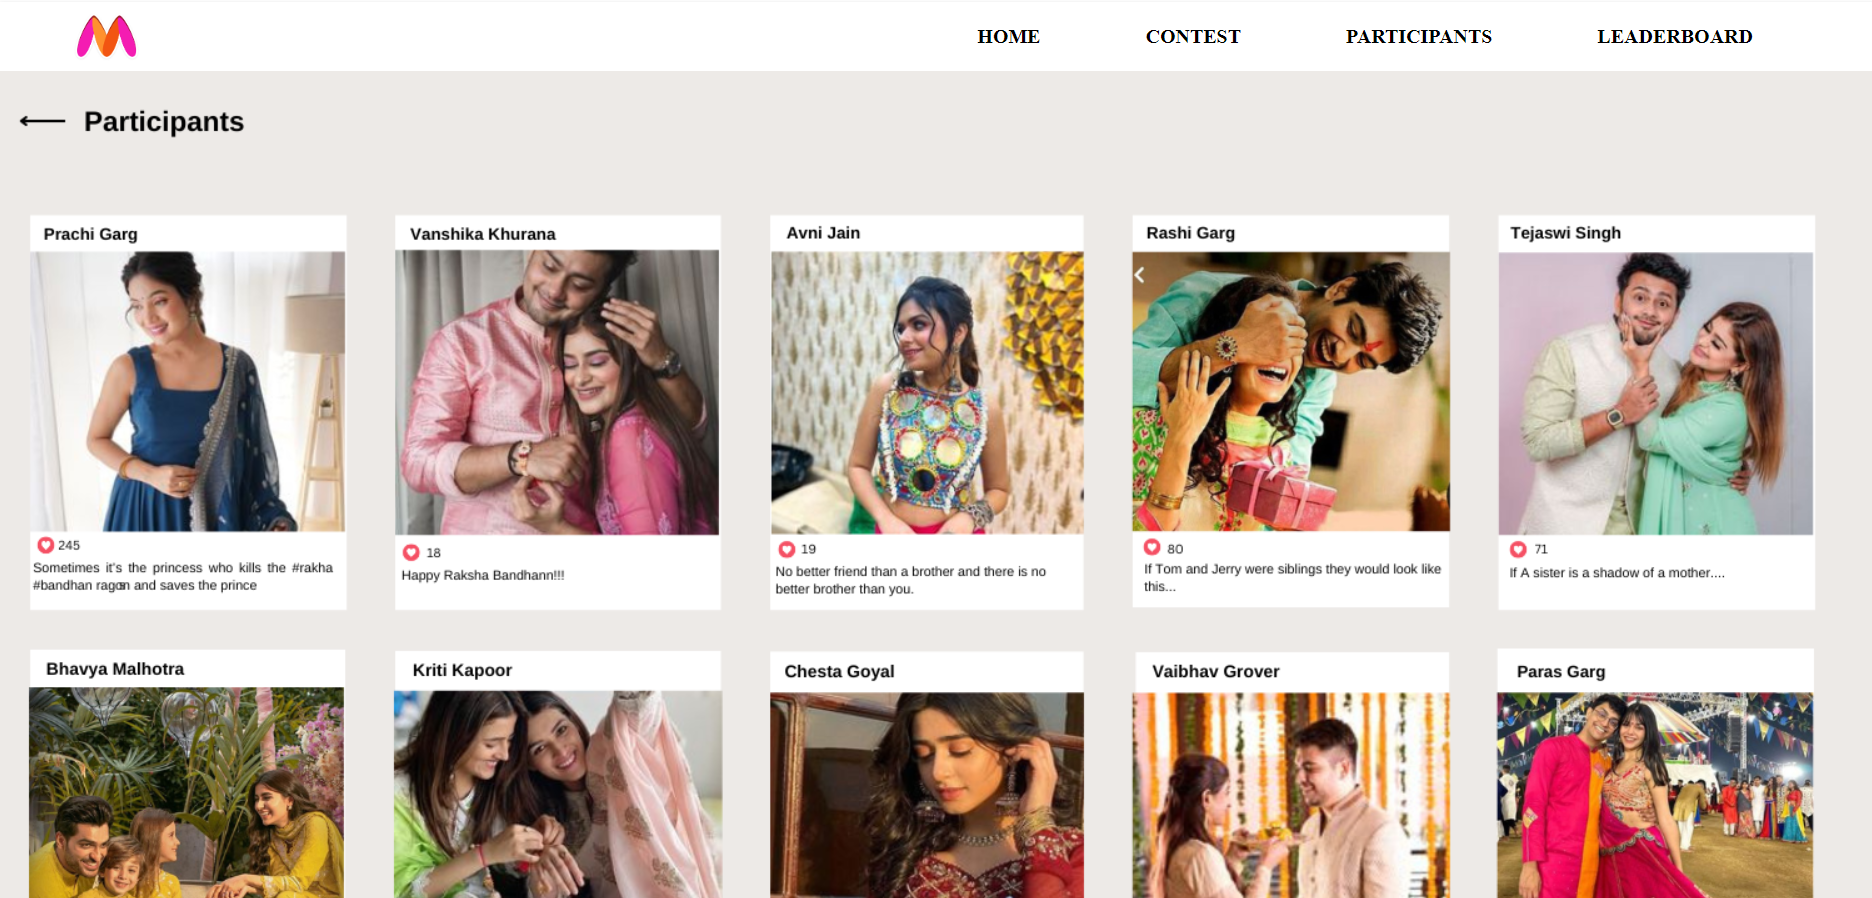 HOME CONTEST PARTICIPANTS LEADERBOARD
Participants
Prachi Garg
245
Sometimes it's the princess who kills the #rakha
#bandhan and saves the prince
Vanshika Khurana
18
Happy Raksha Bandhann!!!
Avni Jain
19
No better friend than a brother and there is no
better brother than you.
Rashi Garg
80
If Tom and Jerry were siblings they would look like
this...
Tejaswi Singh
71
If A sister is a shadow of a mother....
Bhavya Malhotra
Kriti Kapoor
Chesta Goyal
Vaibhav Grover
Paras Garg